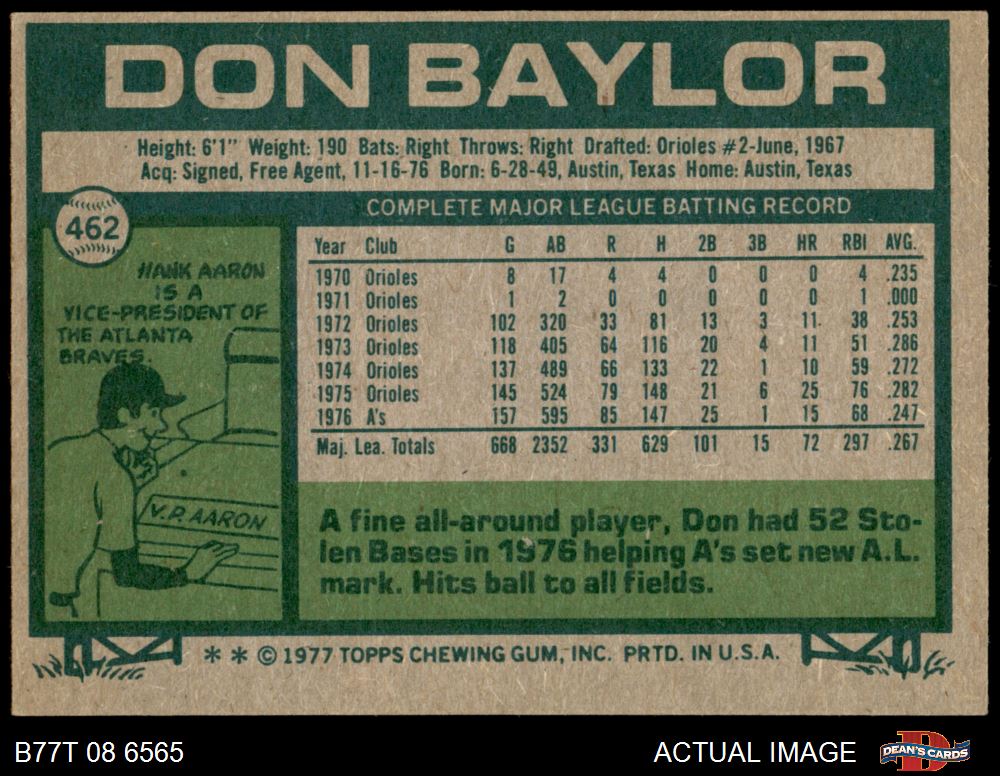 DON BAYLOR
Height: 6'1" Weight: 190 Bats: Right Throws: Right Drafted: Orioles #2-June, 1967
Acq: Signed, Free Agent, 11-16-76 Born: 6-28-49, Austin, Texas Home: Austin, Texas
462
HANK AARON
IS A
VICE-PRESIDENT OF
THE ATLANTA
BRAVES.
V.P. AARON
COMPLETE MAJOR LEAGUE BATTING RECORD
Year Club G AB R H 2B 3B HR RBI AVG.
1970 Orioles 8 17 4 4 0 0 0 4 .235
1971 Orioles 1 2 0 0 0 0 0 1 .000
1972 Orioles 102 320 33 81 13 3 11 38 .253
1973 Orioles 118 405 64 116 20 4 11 51 .286
1974 Orioles 137 489 66 133 22 1 10 59 .272
1975 Orioles 145 524 79 148 21 6 25 76 .282
1976 A's 157 595 85 147 25 1 15 68 .247
Maj. Lea. Totals 668 2352 331 629 101 15 72 297 .267
A fine all-around player, Don had 52 Sto-
len Bases in 1976 helping A's set new A.L.
mark. Hits ball to all fields.
* * © 1977 TOPPS CHEWING GUM, INC. PRTD. IN U.S.A.
B77T 08 6565
ACTUAL IMAGE
DEAN'S CARDS